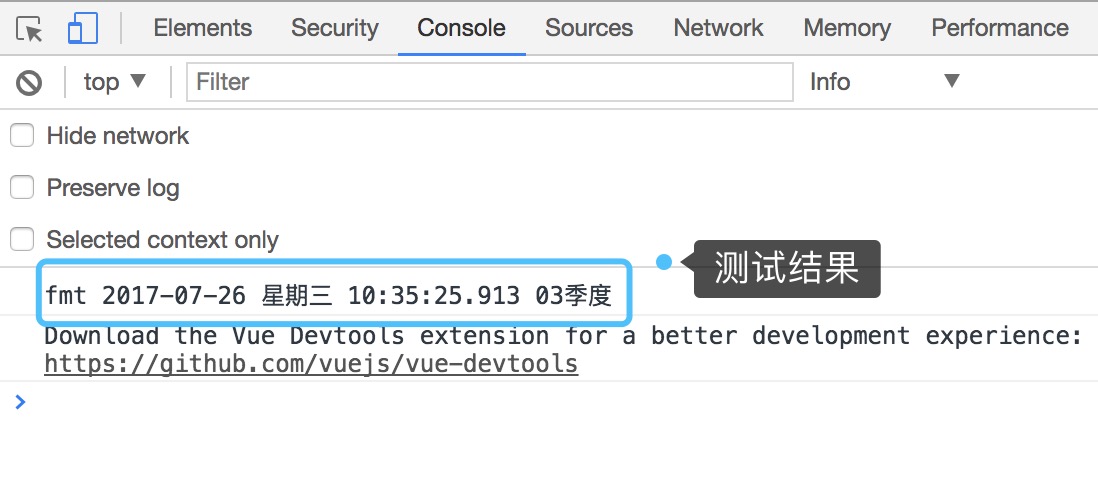 Elements Security Console Sources Network Memory Performance
top Filter Info
Hide network
Preserve log
Selected context only
测试结果
fmt 2017-07-26 星期三 10:35:25.913 03季度
Download the Vue Devtools extension for a better development experience:
https://github.com/vuejs/vue-devtools